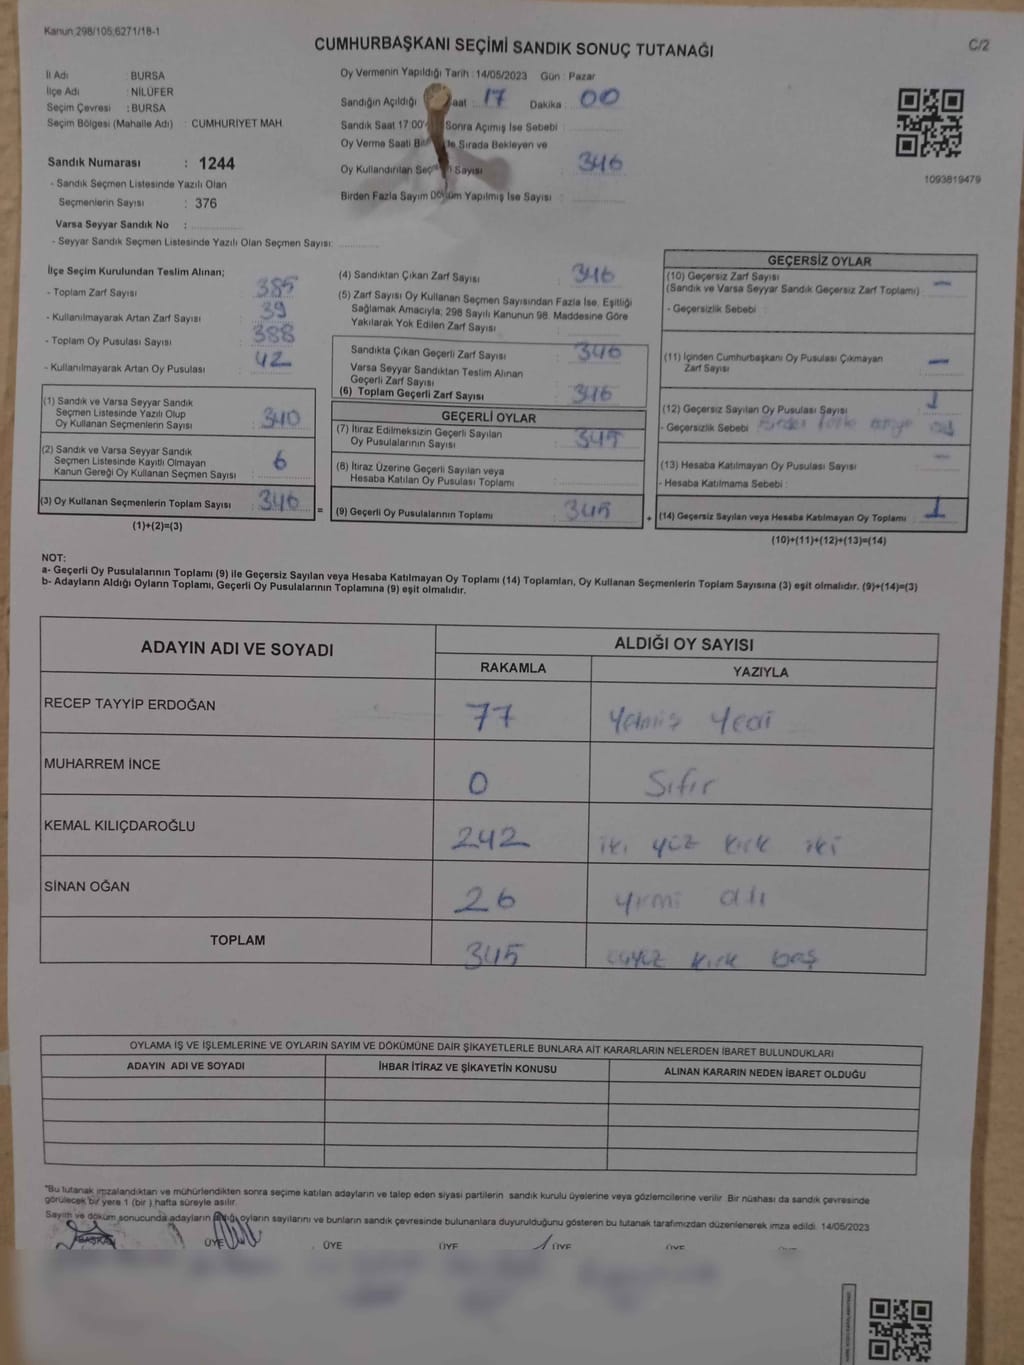 Kanun:298/105,6271/18-1
CUMHURBAŞKANI SEÇİMİ SANDIK SONUÇ TUTANAĞI
C/2
İl Adı : BURSA
İlçe Adı : NİLÜFER
Seçim Çevresi : BURSA
Seçim Bölgesi (Mahalle Adı) : CUMHURİYET MAH.
Oy Vermenin Yapıldığı Tarih : 14/05/2023 Gün : Pazar
Sandığın Açıldığı aat 17 Dakika : 00
Sandık Saat 17:00' Sonra Açımış İse Sebebi :
Oy Verme Saati Bi e Sırada Bekleyen ve
Oy Kullandırılan Seç Sayısı : 346
Birden Fazla Sayım Dökümü Yapılmış İse Sayısı :
1093819479
Sandık Numarası : 1244
- Sandık Seçmen Listesinde Yazılı Olan
Seçmenlerin Sayısı : 376
Varsa Seyyar Sandık No :
- Seyyar Sandık Seçmen Listesinde Yazılı Olan Seçmen Sayısı:
İlçe Seçim Kurulundan Teslim Alınan;
- Toplam Zarf Sayısı : 385
- Kullanılmayarak Artan Zarf Sayısı : 39
- Toplam Oy Pusulası Sayısı : 388
- Kullanılmayarak Artan Oy Pusulası : 42
(1) Sandık ve Varsa Seyyar Sandık
Seçmen Listesinde Yazılı Olup
Oy Kullanan Seçmenlerin Sayısı : 340
(2) Sandık ve Varsa Seyyar Sandık
Seçmen Listesinde Kayıtlı Olmayan
Kanun Gereği Oy Kullanan Seçmen Sayısı : 6
(3) Oy Kullanan Seçmenlerin Toplam Sayısı : 346
(1)+(2)=(3)
(4) Sandıktan Çıkan Zarf Sayısı : 346
(5) Zarf Sayısı Oy Kullanan Seçmen Sayısından Fazla İse, Eşitliği
Sağlamak Amacıyla; 298 Sayılı Kanunun 98. Maddesine Göre
Yakılarak Yok Edilen Zarf Sayısı :
Sandıkta Çıkan Geçerli Zarf Sayısı : 346
Varsa Seyyar Sandıktan Teslim Alınan
Geçerli Zarf Sayısı :
(6) Toplam Geçerli Zarf Sayısı : 346
GEÇERLİ OYLAR
(7) İtiraz Edilmeksizin Geçerli Sayılan
Oy Pusulalarının Sayısı : 345
(8) İtiraz Üzerine Geçerli Sayılan veya
Hesaba Katılan Oy Pusulası Toplamı :
= (9) Geçerli Oy Pusulalarının Toplamı : 345
GEÇERSİZ OYLAR
(10) Geçersiz Zarf Sayısı
(Sandık ve Varsa Seyyar Sandık Geçersiz Zarf Toplamı) : —
- Geçersizlik Sebebi :
(11) İçinden Cumhurbaşkanı Oy Pusulası Çıkmayan
Zarf Sayısı : —
(12) Geçersiz Sayılan Oy Pusulası Sayısı : 1
- Geçersizlik Sebebi :
(13) Hesaba Katılmayan Oy Pusulası Sayısı : —
- Hesaba Katılmama Sebebi :
+ (14) Geçersiz Sayılan veya Hesaba Katılmayan Oy Toplamı : 1
(10)+(11)+(12)+(13)=(14)
NOT:
a- Geçerli Oy Pusulalarının Toplamı (9) ile Geçersiz Sayılan veya Hesaba Katılmayan Oy Toplamı (14) Toplamları, Oy Kullanan Seçmenlerin Toplam Sayısına (3) eşit olmalıdır. (9)+(14)=(3)
b- Adayların Aldığı Oyların Toplamı, Geçerli Oy Pusulalarının Toplamına (9) eşit olmalıdır.
ADAYIN ADI VE SOYADI
ALDIĞI OY SAYISI
RAKAMLA YAZIYLA
RECEP TAYYİP ERDOĞAN 77 Yetmiş Yedi
MUHARREM İNCE 0 Sıfır
KEMAL KILIÇDAROĞLU 242 iki yüz kırk iki
SİNAN OĞAN 26 yirmi altı
TOPLAM 345 üçyüz kırk beş
OYLAMA İŞ VE İŞLEMLERİNE VE OYLARIN SAYIM VE DÖKÜMÜNE DAİR ŞİKAYETLERLE BUNLARA AİT KARARLARIN NELERDEN İBARET BULUNDUKLARI
ADAYIN ADI VE SOYADI İHBAR İTİRAZ VE ŞİKAYETİN KONUSU ALINAN KARARIN NEDEN İBARET OLDUĞU
"Bu tutanak imzalandıktan ve mühürlendikten sonra seçime katılan adayların ve talep eden siyasi partilerin sandık kurulu üyelerine veya gözlemcilerine verilir. Bir nüshası da sandık çevresinde
görülecek bir yere 1 (bir ) hafta süreyle asılır.
Sayım ve döküm sonucunda adayların aldığı oyların sayılarını ve bunların sandık çevresinde bulunanlara duyurulduğunu gösteren bu tutanak tarafımızdan düzenlenerek imza edildi. 14/05/2023
BAŞKAN ÜYE ÜYE ÜYE ÜYE ÜYE